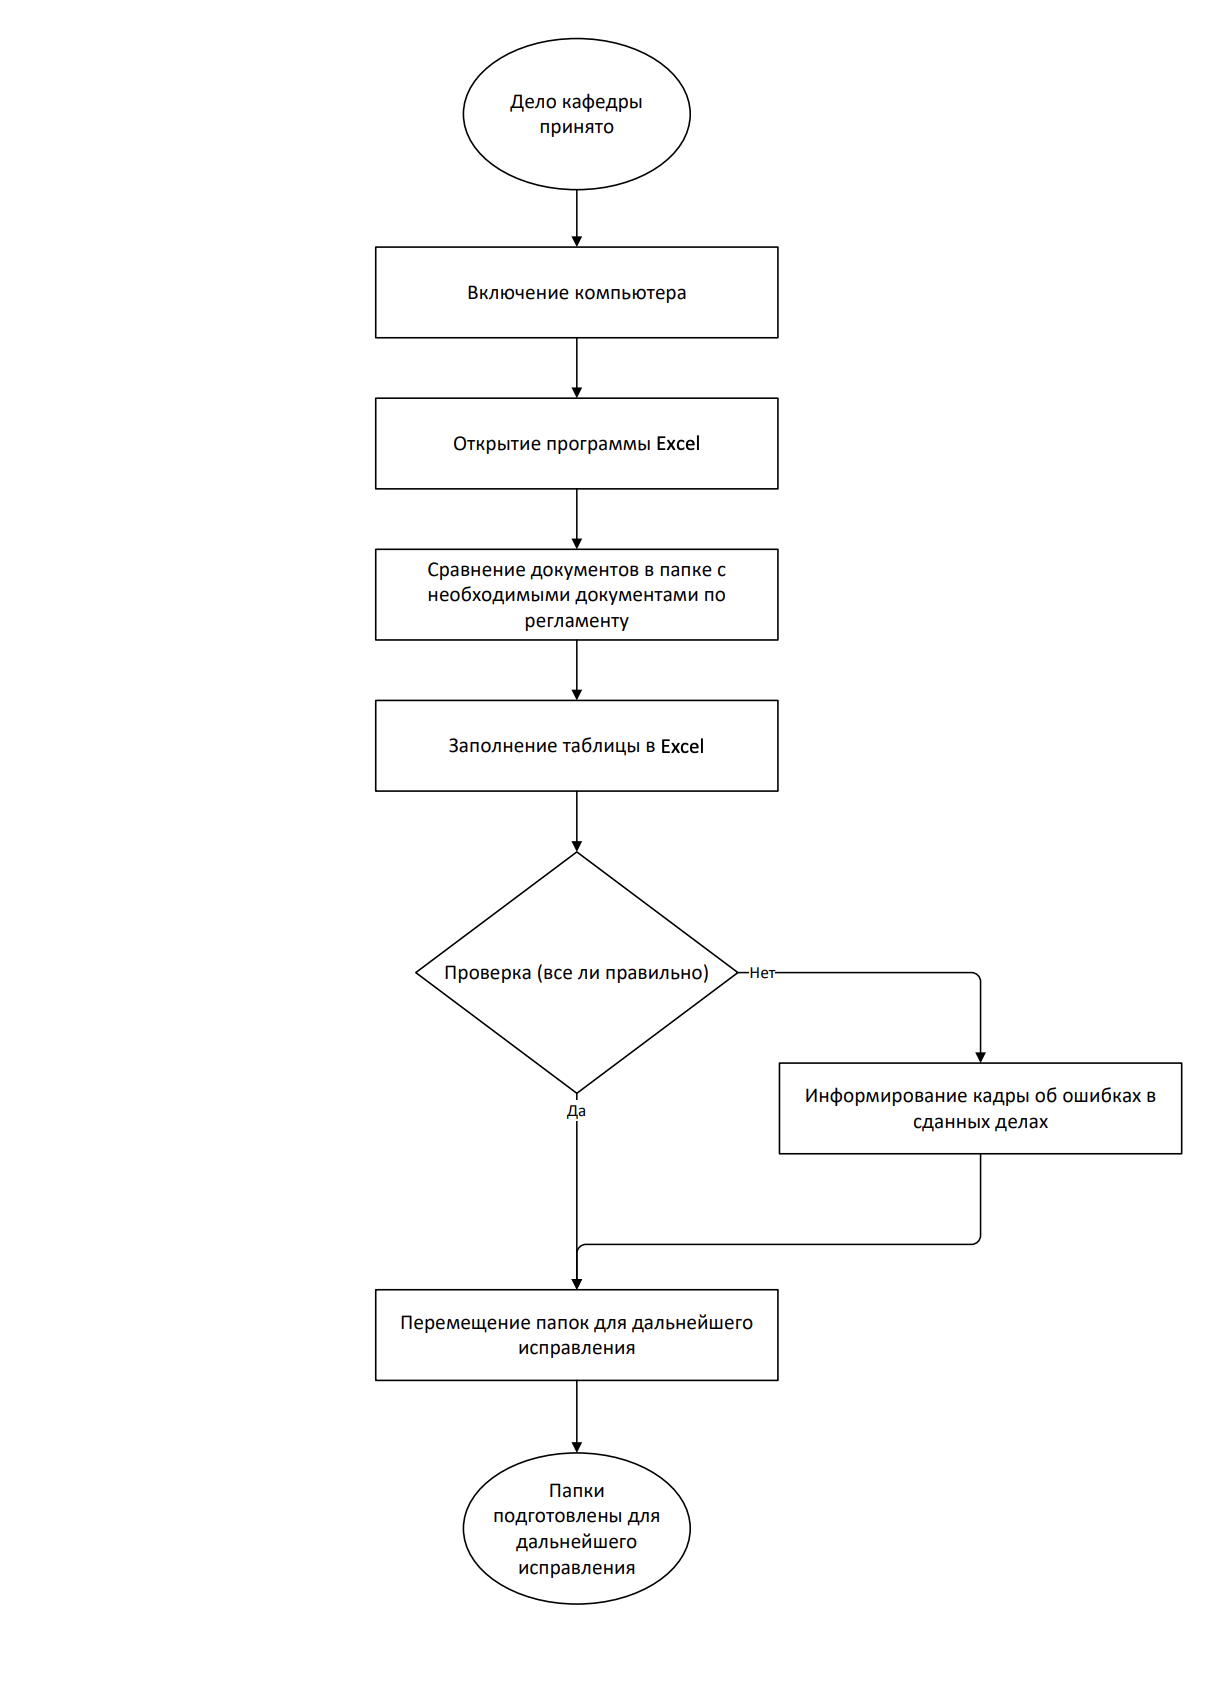 Дело кафедры
принято
Включение компьютера
Открытие программы Excel
Сравнение документов в папке с
необходимыми документами по
регламенту
Заполнение таблицы в Excel
Проверка (все ли правильно)
Нет
Да
Информирование кадры об ошибках в
сданных делах
Перемещение папок для дальнейшего
исправления
Папки
подготовлены для
дальнейшего
исправления